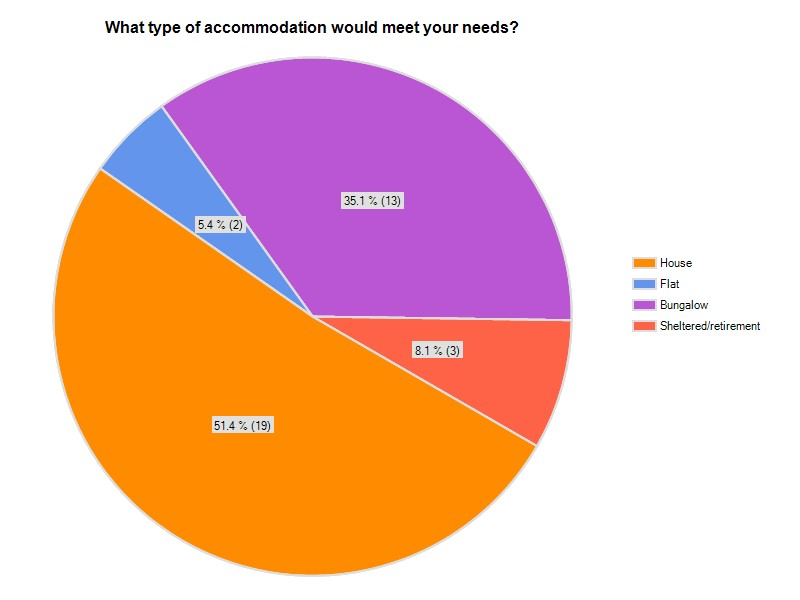 What type of accommodation would meet your needs?
35.1 % (13)
5.4 % (2)
House
Flat
Bungalow
Sheltered/retirement
8.1 % (3)
51.4 % (19)